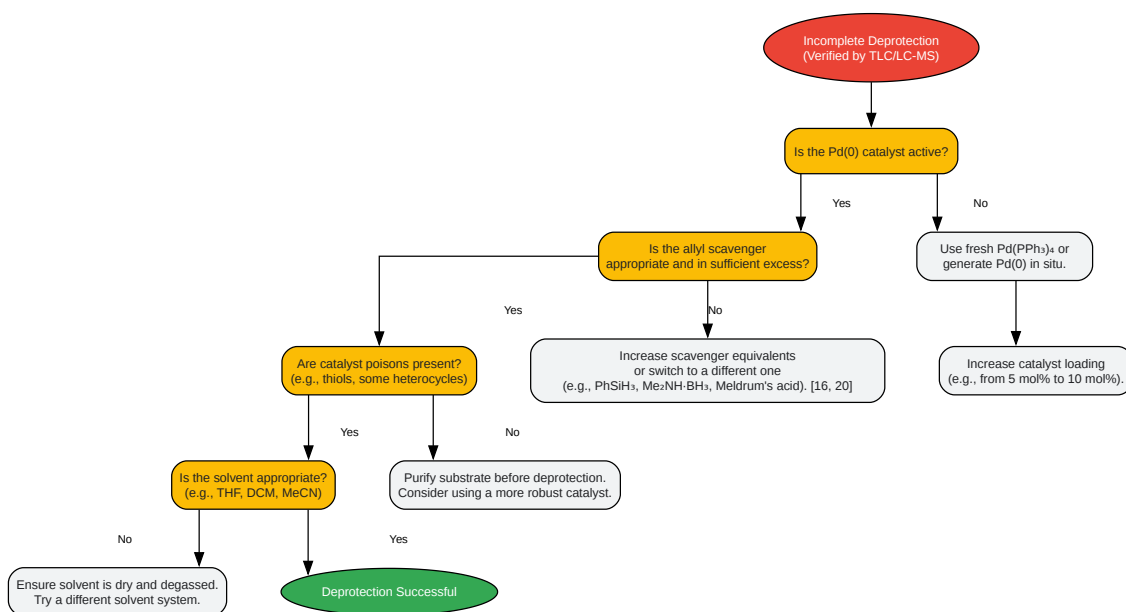 Incomplete Deprotection
(Verified by TLC/LC-MS)
Is the Pd(0) catalyst active?
Yes
No
Is the allyl scavenger
appropriate and in sufficient excess?
Use fresh Pd(PPh₃)₄ or
generate Pd(0) in situ.
Yes
No
Are catalyst poisons present?
(e.g., thiols, some heterocycles)
Increase scavenger equivalents
or switch to a different one
(e.g., PhSiH₃, Me₂NH·BH₃, Meldrum's acid). [16, 20]
Increase catalyst loading
(e.g., from 5 mol% to 10 mol%).
Yes
No
Is the solvent appropriate?
(e.g., THF, DCM, MeCN)
Purify substrate before deprotection.
Consider using a more robust catalyst.
No
Yes
Ensure solvent is dry and degassed.
Try a different solvent system.
Deprotection Successful